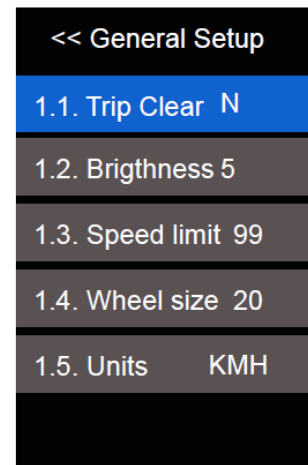 << General Setup
1.1. Trip Clear N
1.2. Brigthness 5
1.3. Speed limit 99
1.4. Wheel size 20
1.5. Units KMH